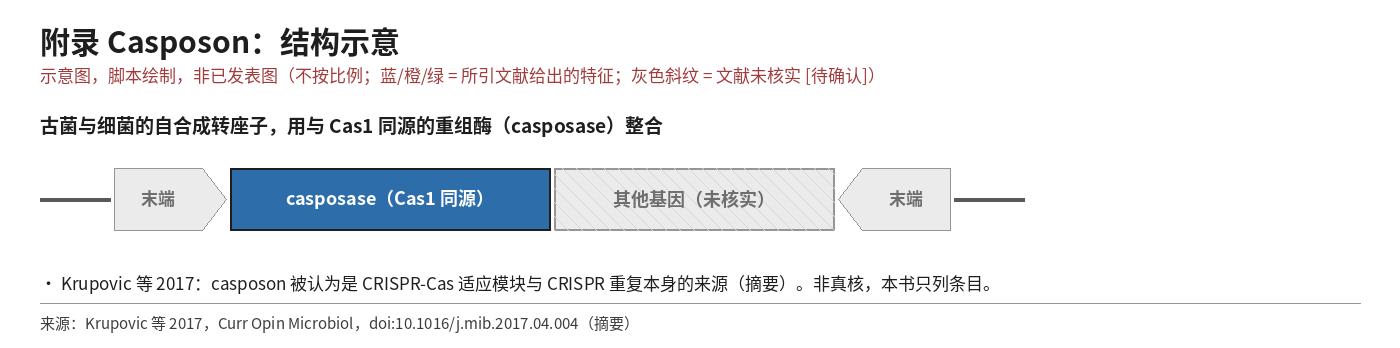 附录 Casposon：结构示意
示意图，脚本绘制，非已发表图（不按比例；蓝/橙/绿 = 所引文献给出的特征；灰色斜纹 = 文献未核实 [待确认]）
古菌与细菌的自合成转座子，用与 Cas1 同源的重组酶（casposase）整合
末端 casposase（Cas1 同源） 其他基因（未核实） 末端
· Krupovic 等 2017：casposon 被认为是 CRISPR-Cas 适应模块与 CRISPR 重复本身的来源（摘要）。非真核，本书只列条目。
来源：Krupovic 等 2017，Curr Opin Microbiol，doi:10.1016/j.mib.2017.04.004（摘要）